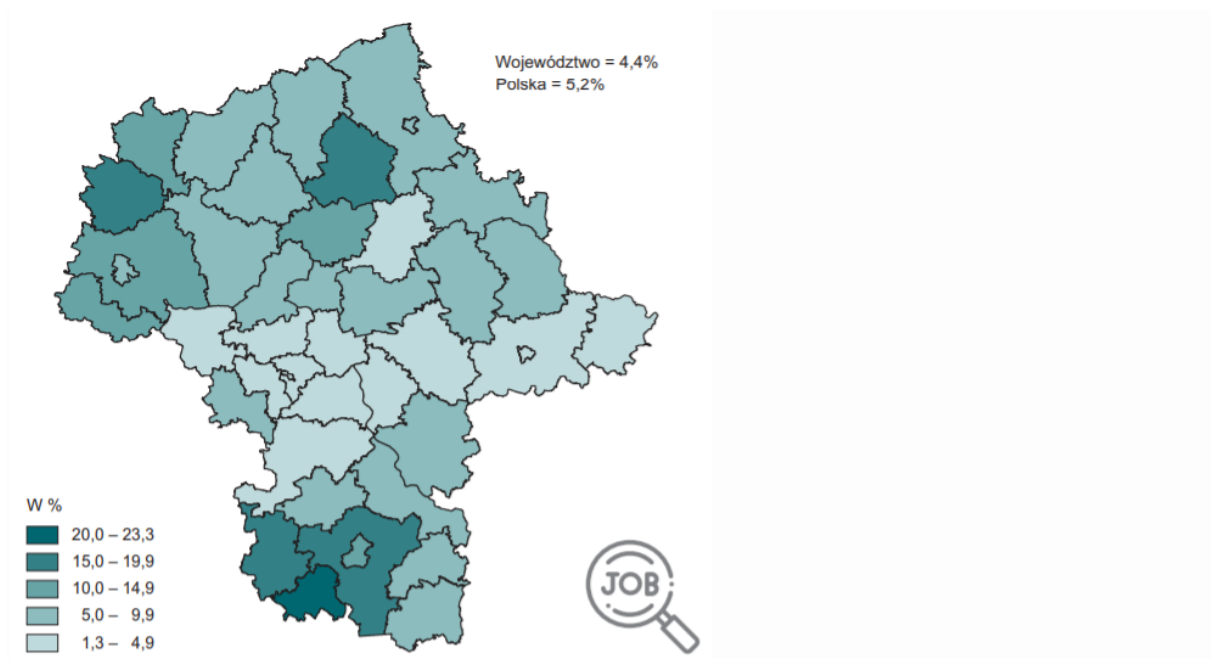 Województwo = 4,4%
Polska = 5,2%
W %
20,0 – 23,3
15,0 – 19,9
10,0 – 14,9
5,0 – 9,9
1,3 – 4,9
JOB